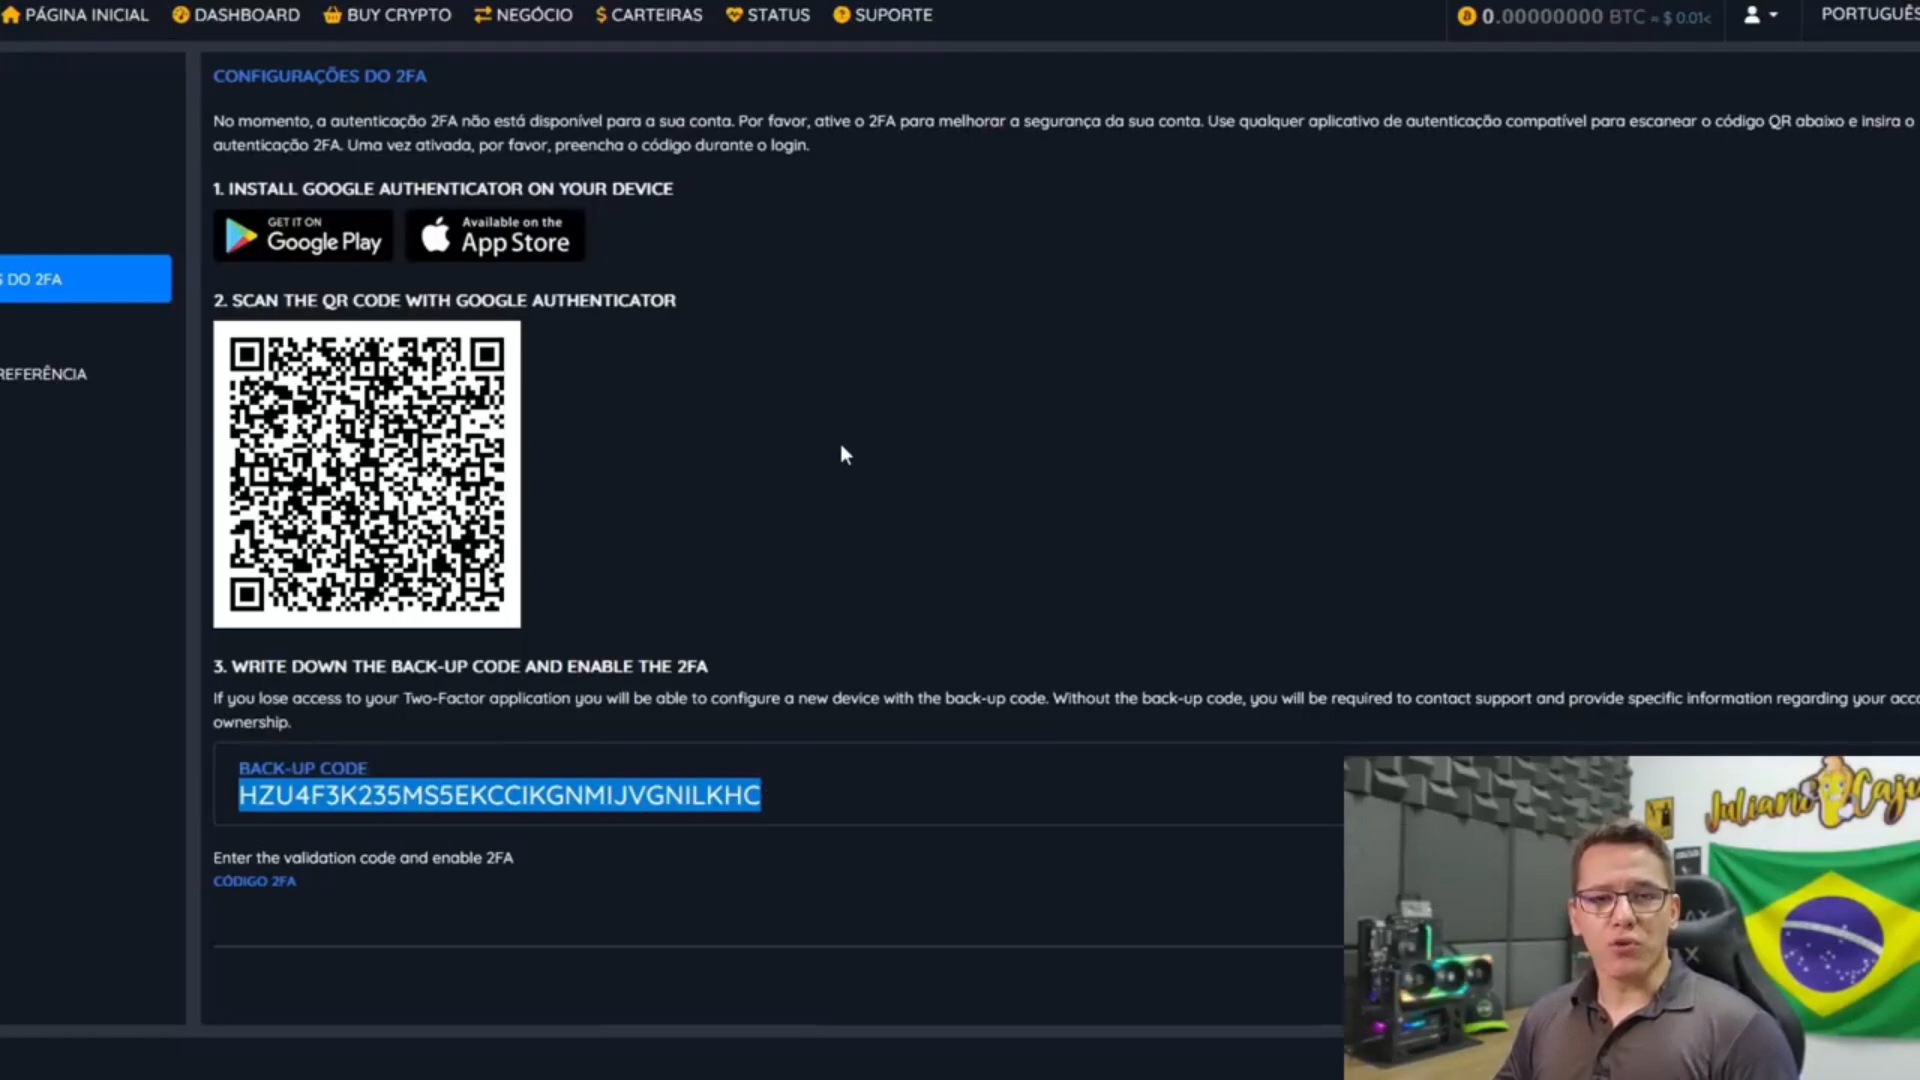 PÁGINA INICIAL DASHBOARD BUY CRYPTO NEGÓCIO CARTEIRAS STATUS SUPORTE 0.00000000 BTC = $ 0.01< PORTUGUÊS
CONFIGURAÇÕES DO 2FA
No momento, a autenticação 2FA não está disponível para a sua conta. Por favor, ative o 2FA para melhorar a segurança da sua conta. Use qualquer aplicativo de autenticação compatível para escanear o código QR abaixo e insira o
autenticação 2FA. Uma vez ativada, por favor, preencha o código durante o login.
1. INSTALL GOOGLE AUTHENTICATOR ON YOUR DEVICE
GET IT ON
Google Play
Available on the
App Store
S DO 2FA
2. SCAN THE QR CODE WITH GOOGLE AUTHENTICATOR
REFERÊNCIA
3. WRITE DOWN THE BACK-UP CODE AND ENABLE THE 2FA
If you lose access to your Two-Factor application you will be able to configure a new device with the back-up code. Without the back-up code, you will be required to contact support and provide specific information regarding your acco
ownership.
BACK-UP CODE
HZU4F3K235MS5EKCCIKGNMIJVGNILKHC
Juliano Caju
Enter the validation code and enable 2FA
CÓDIGO 2FA